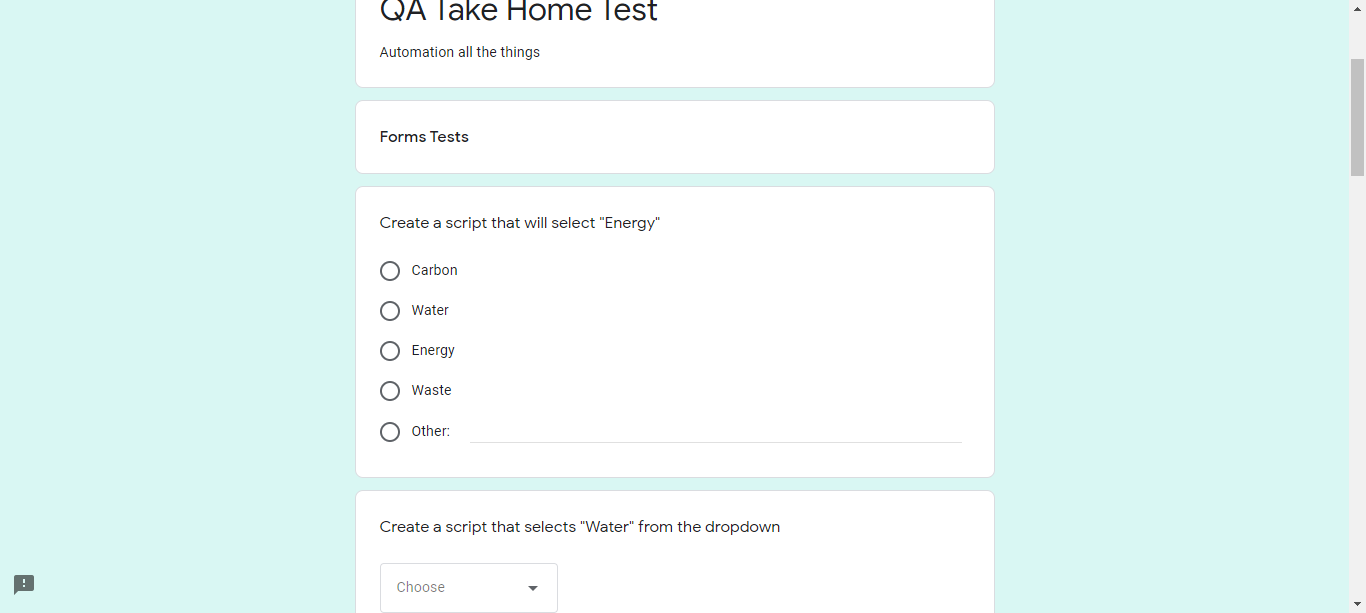 QA Take Home Test
Automation all the things
Forms Tests
Create a script that will select "Energy"
Carbon
Water
Energy
Waste
Other:
Create a script that selects "Water" from the dropdown
Choose